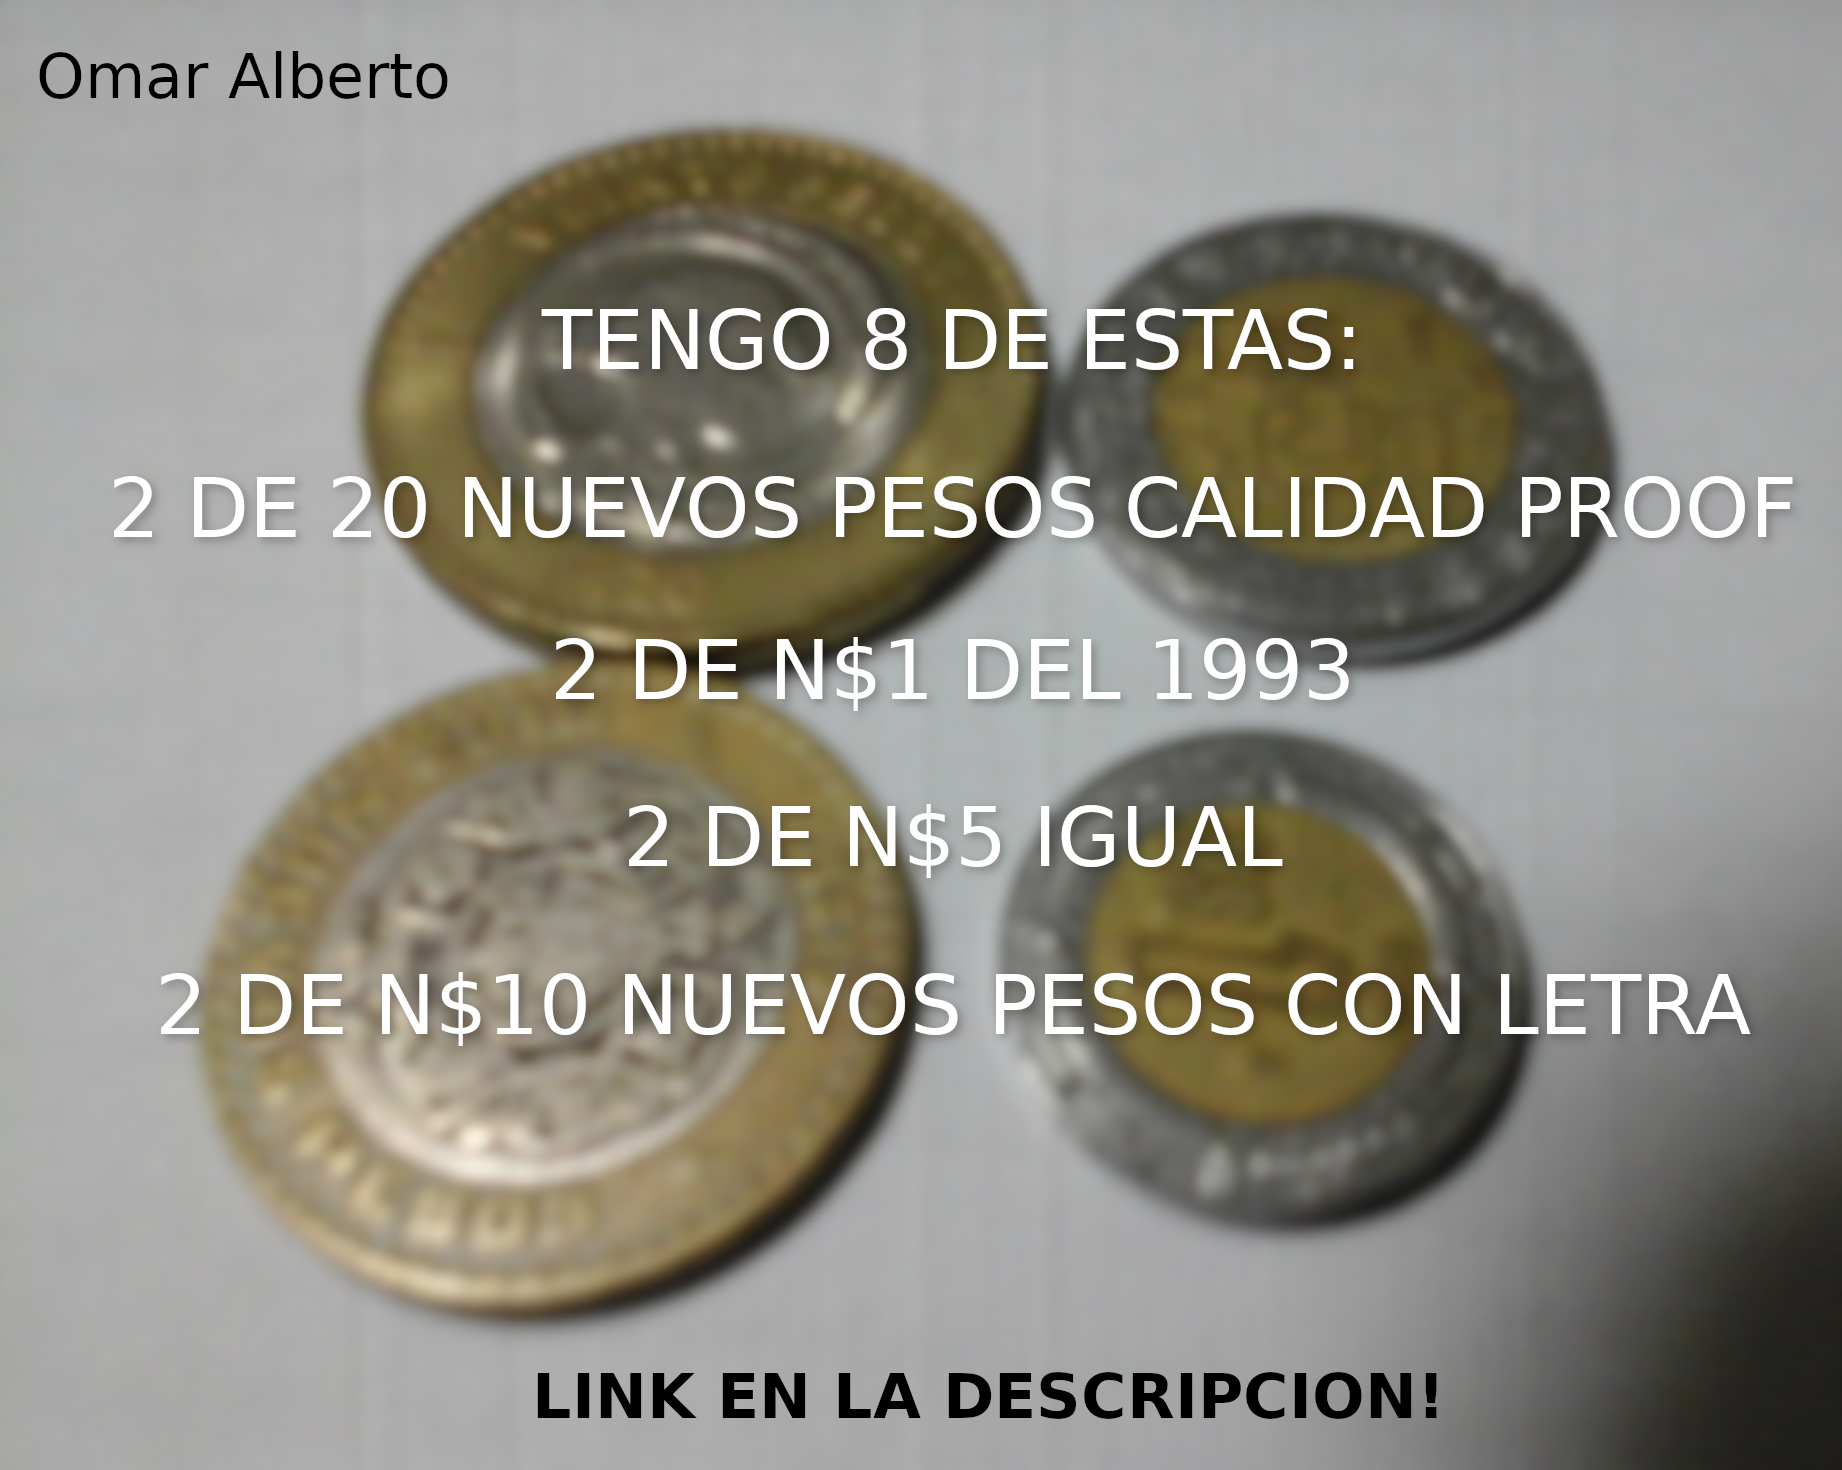 Omar Alberto
TENGO 8 DE ESTAS:
2 DE 20 NUEVOS PESOS CALIDAD PROOF
2 DE N$1 DEL 1993
2 DE N$5 IGUAL
2 DE N$10 NUEVOS PESOS CON LETRA
LINK EN LA DESCRIPCION!